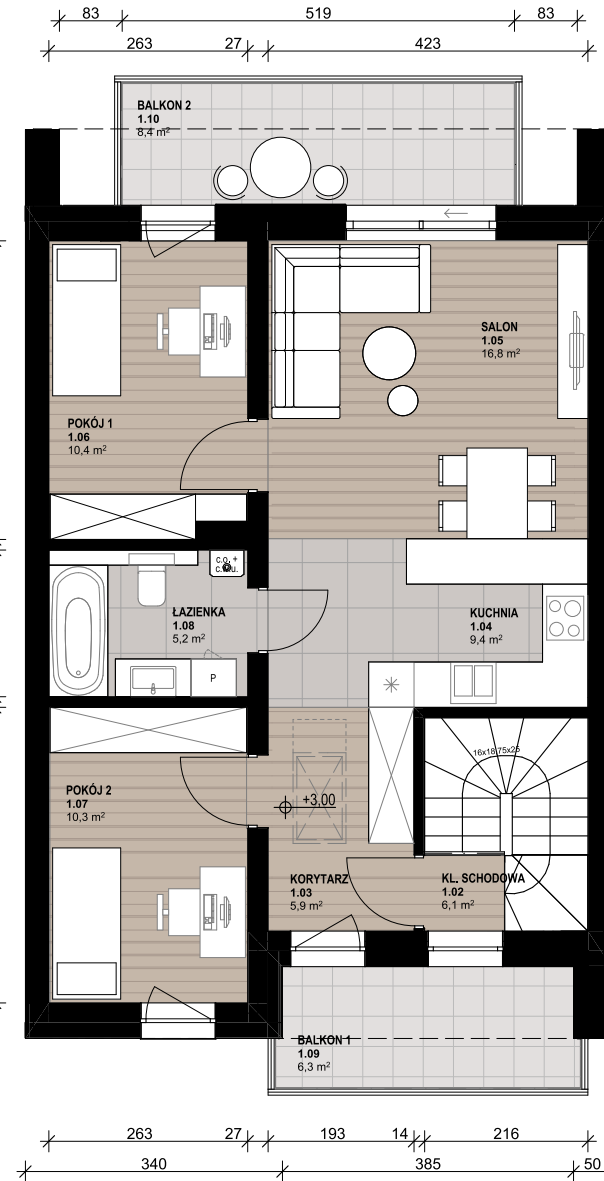 83 519 83
263 27 423
BALKON 2
1.10
8,4 m²
SALON
1.05
16,8 m²
POKÓJ 1
1.06
10,4 m²
c.o. +
c.w.u.
ŁAZIENKA
1.08
5,2 m²
KUCHNIA
1.04
9,4 m²
P
16x18,75x25
POKÓJ 2
1.07
10,3 m²
+3,00
KORYTARZ
1.03
5,9 m²
KL. SCHODOWA
1.02
6,1 m²
BALKON 1
1.09
6,3 m²
263 27 193 14 216
340 385 50